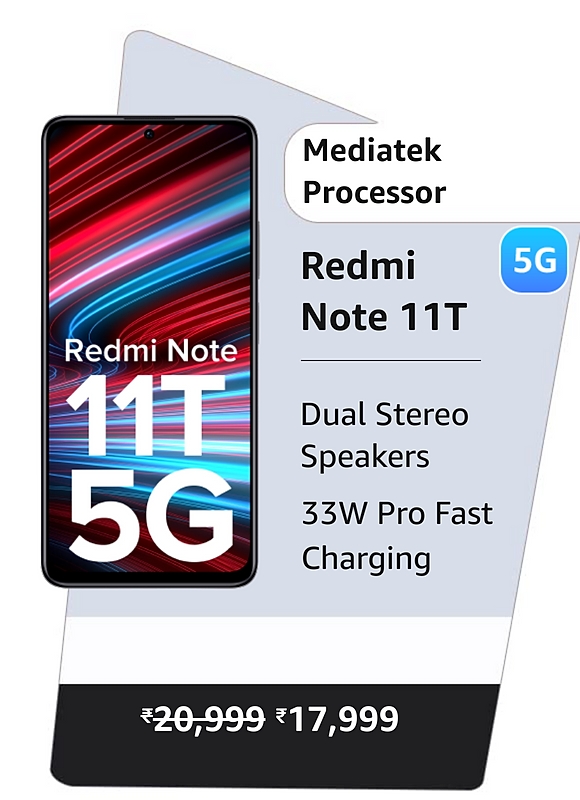 Mediatek
Processor
5G
Redmi
Note 11T
Redmi Note
11T
5G
Dual Stereo
Speakers
33W Pro Fast
Charging
₹20,999 ₹17,999